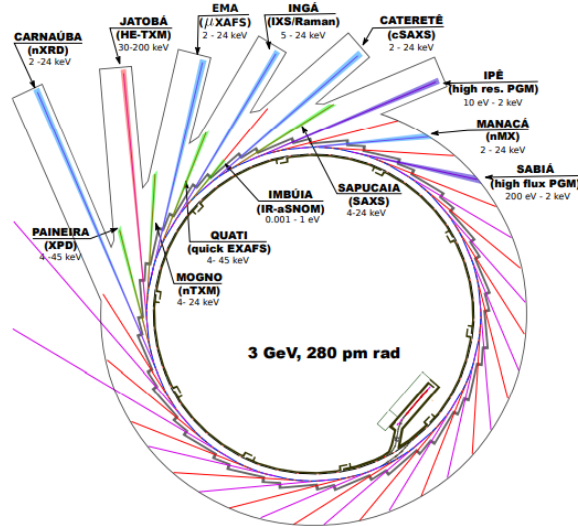 CARNAÚBA
(nXRD)
2 -24 keV
JATOBÁ
(HE-TXM)
30-200 keV
EMA
(μXAFS)
2 - 24 keV
INGÁ
(IXS/Raman)
5 - 24 keV
CATERETÊ
(cSAXS)
2 - 24 keV
IPÊ
(high res. PGM)
10 eV - 2 keV
MANACÁ
(nMX)
2 - 24 keV
SABIÁ
(high flux PGM)
200 eV - 2 keV
SAPUCAIA
(SAXS)
4-24 keV
IMBÚIA
(IR-aSNOM)
0.001 - 1 eV
QUATI
(quick EXAFS)
4- 45 keV
MOGNO
(nTXM)
4- 24 keV
PAINEIRA
(XPD)
4 -45 keV
3 GeV, 280 pm rad